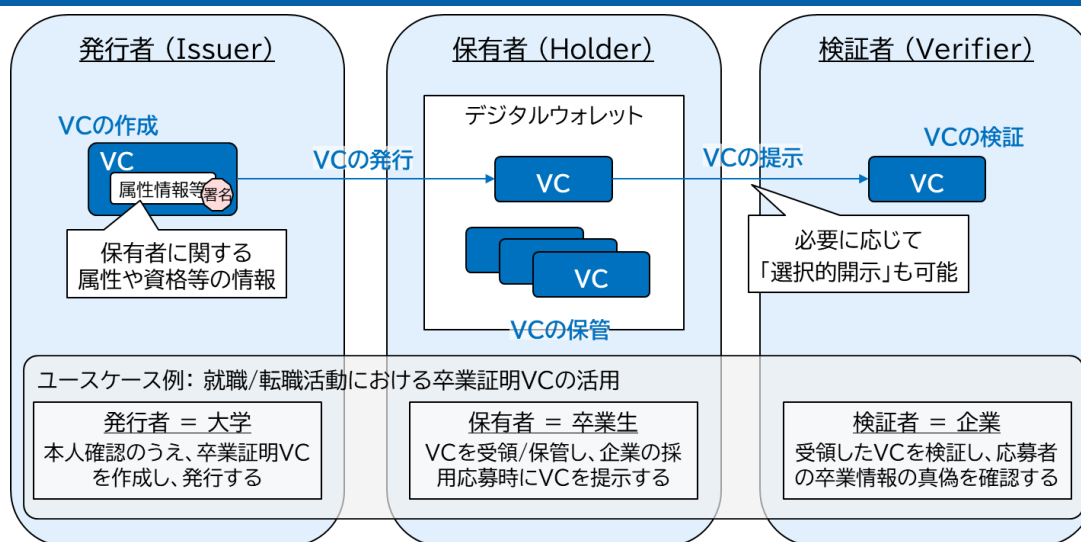 発行者(Issuer)
保有者(Holder)
検証者(Verifier)
VCの作成
VC
属性情報等
署名
保有者に関する
属性や資格等の情報
VCの発行
デジタルウォレット
VC
VC
VCの保管
VCの提示
必要に応じて
「選択的開示」も可能
VCの検証
VC
ユースケース例: 就職/転職活動における卒業証明VCの活用
発行者 = 大学
本人確認のうえ、卒業証明VC
を作成し、発行する
保有者 = 卒業生
VCを受領/保管し、企業の採
用応募時にVCを提示する
検証者 = 企業
受領したVCを検証し、応募者
の卒業情報の真偽を確認する